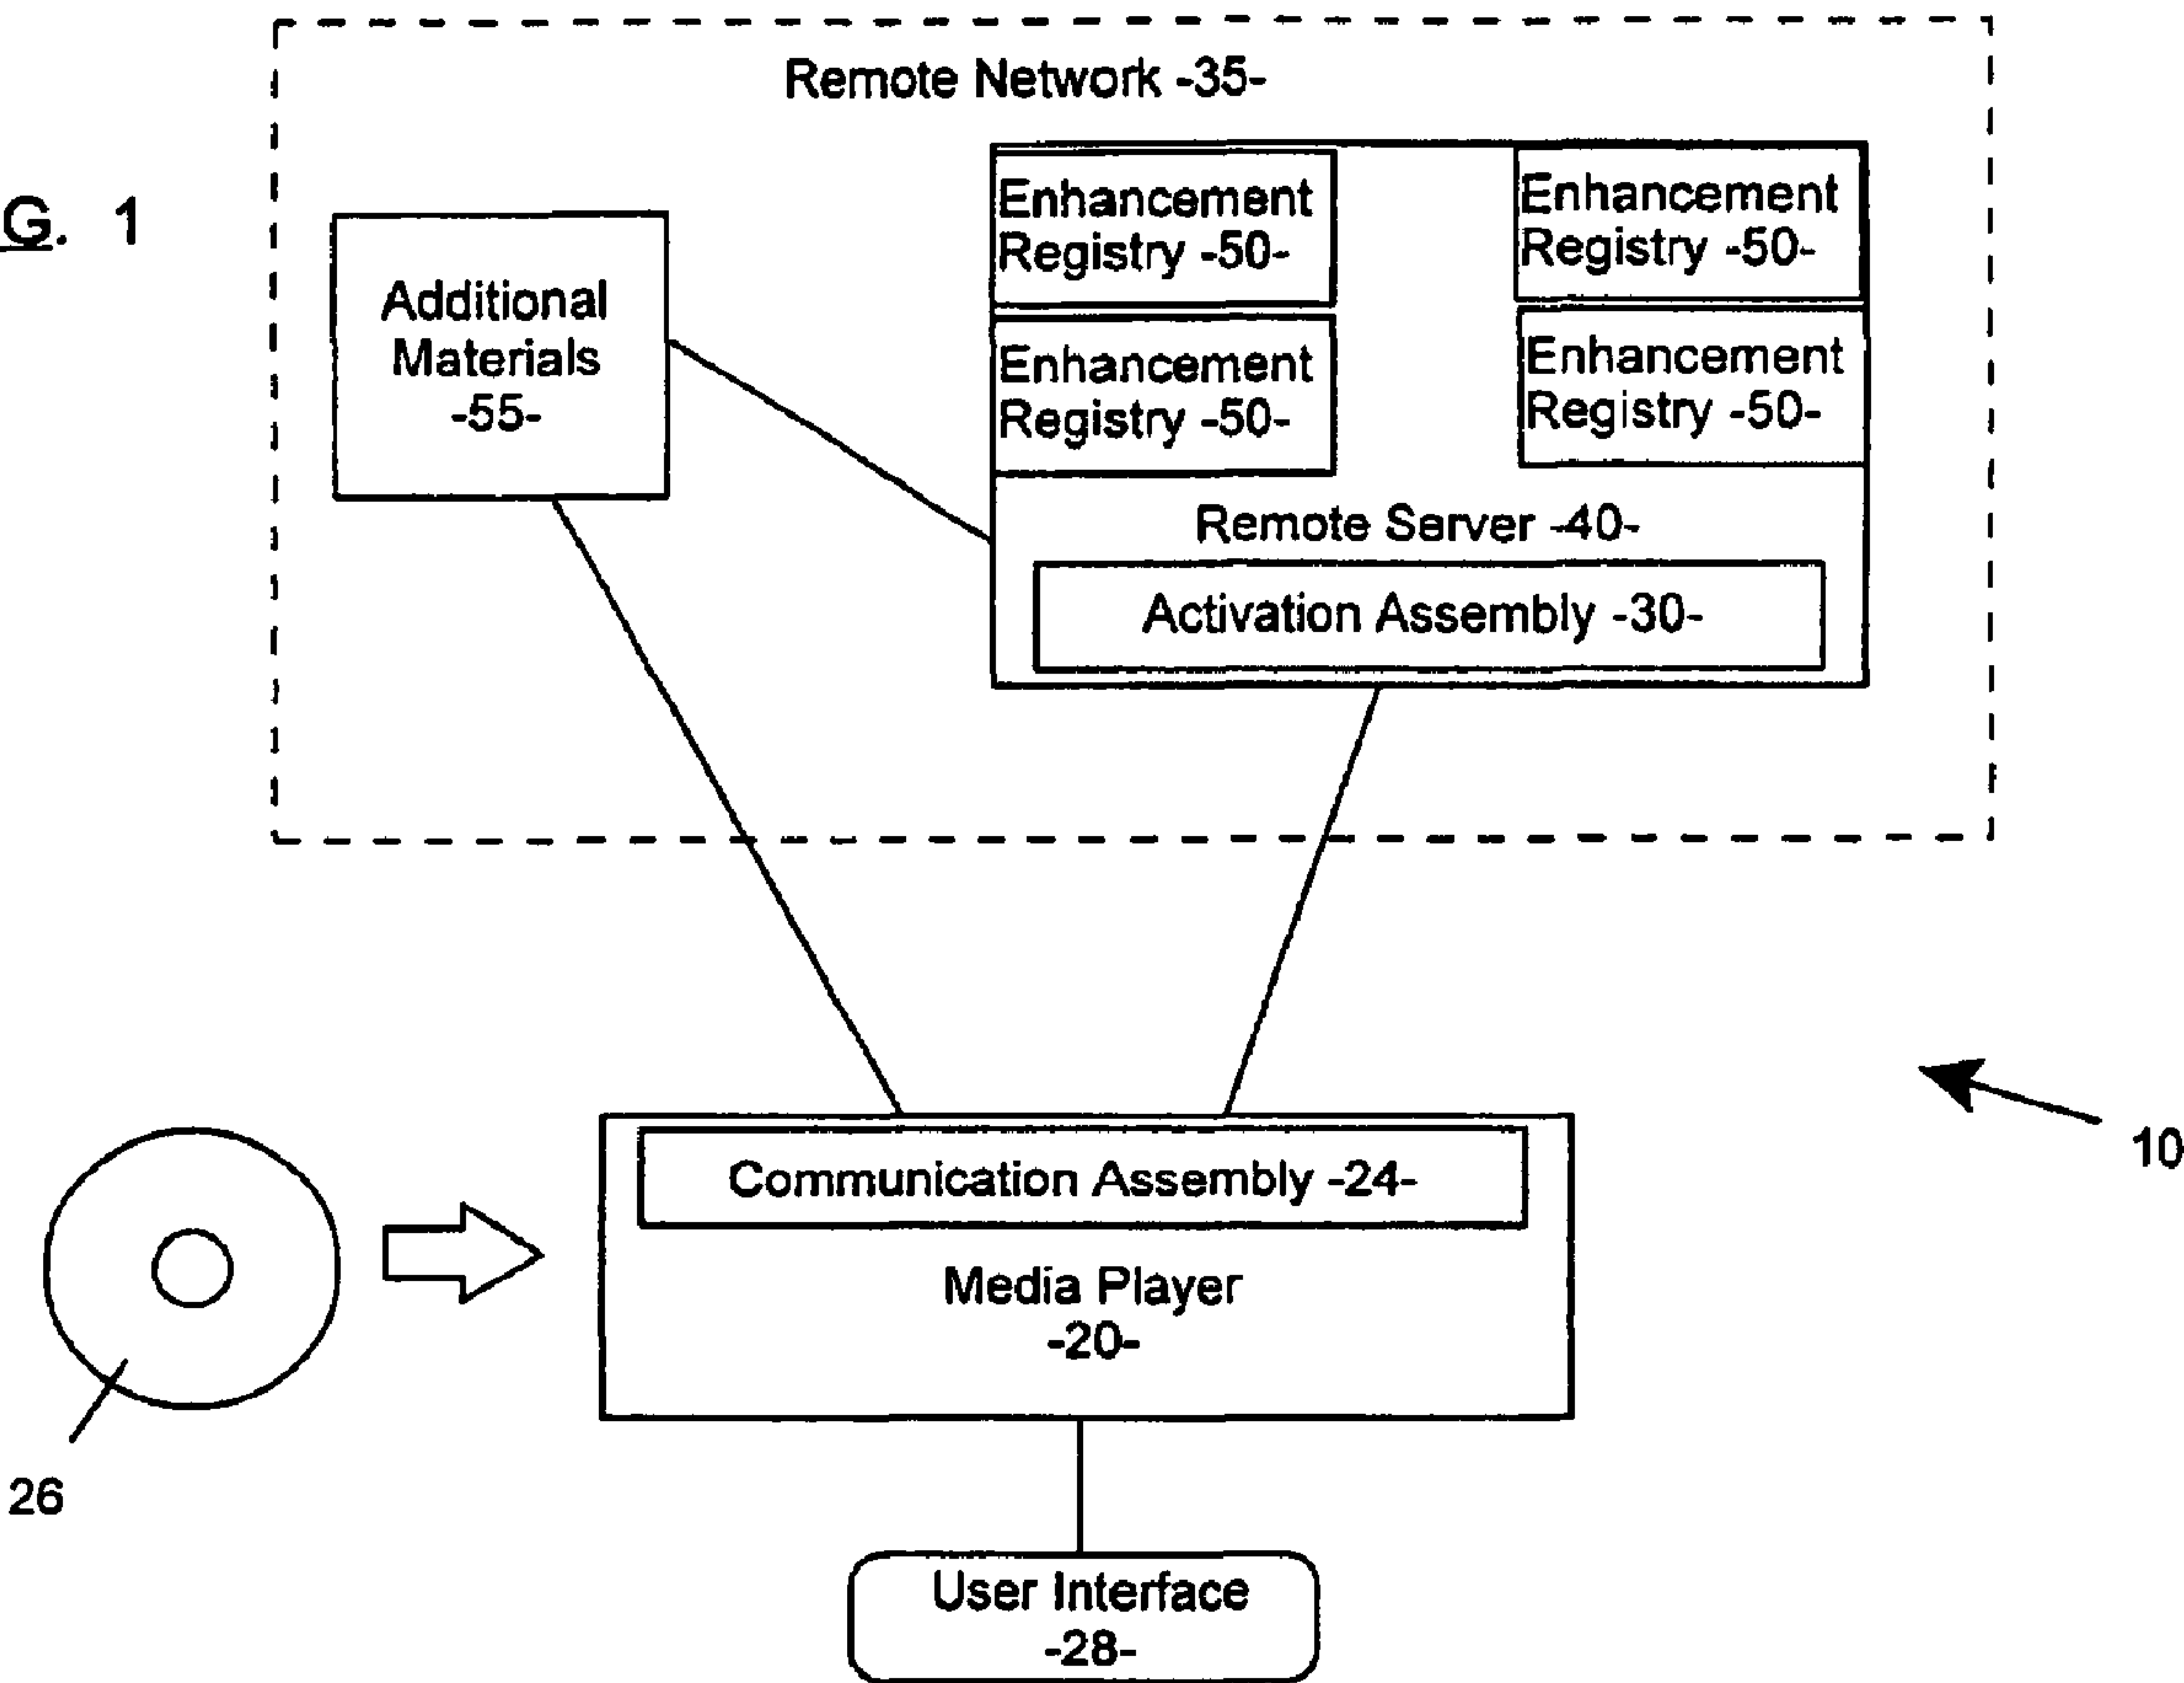 Remote Network -35-
G. 1
Additional
Materials
-55-
Enhancement
Registry -50-
Enhancement
Registry -50-
Enhancement
Registry -50-
Enhancement
Registry -50-
Remote Server -40-
Activation Assembly -30-
10
Communication Assembly -24-
Media Player
-20-
26
User Interface
-28-